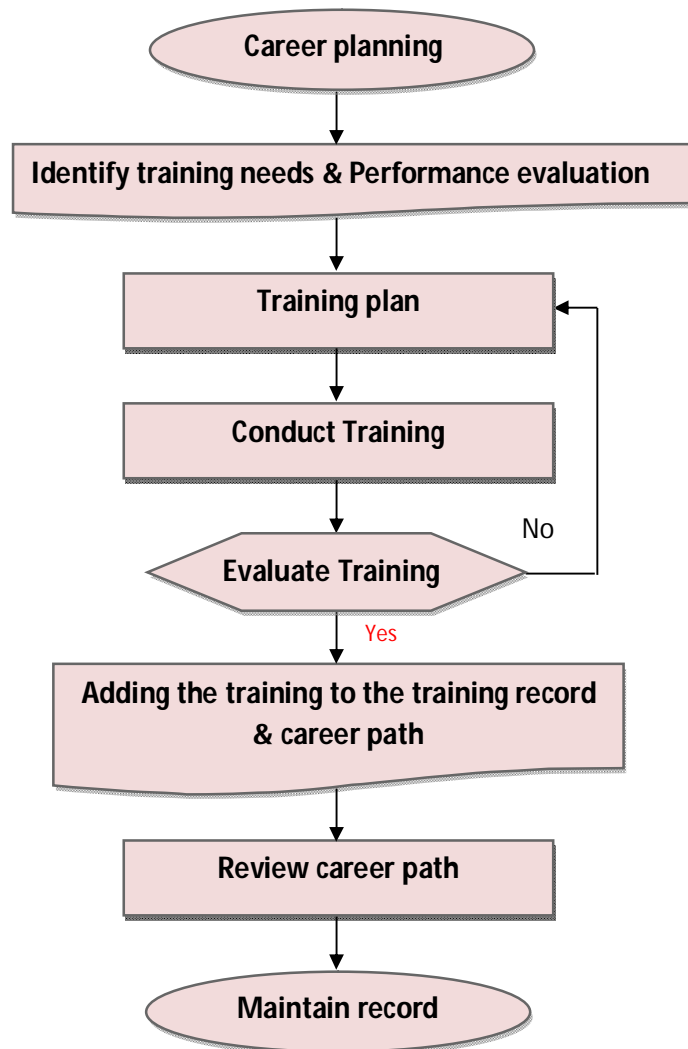 Career planning
Identify training needs & Performance evaluation
Training plan
Conduct Training
No
Evaluate Training
Yes
Adding the training to the training record
& career path
Review career path
Maintain record